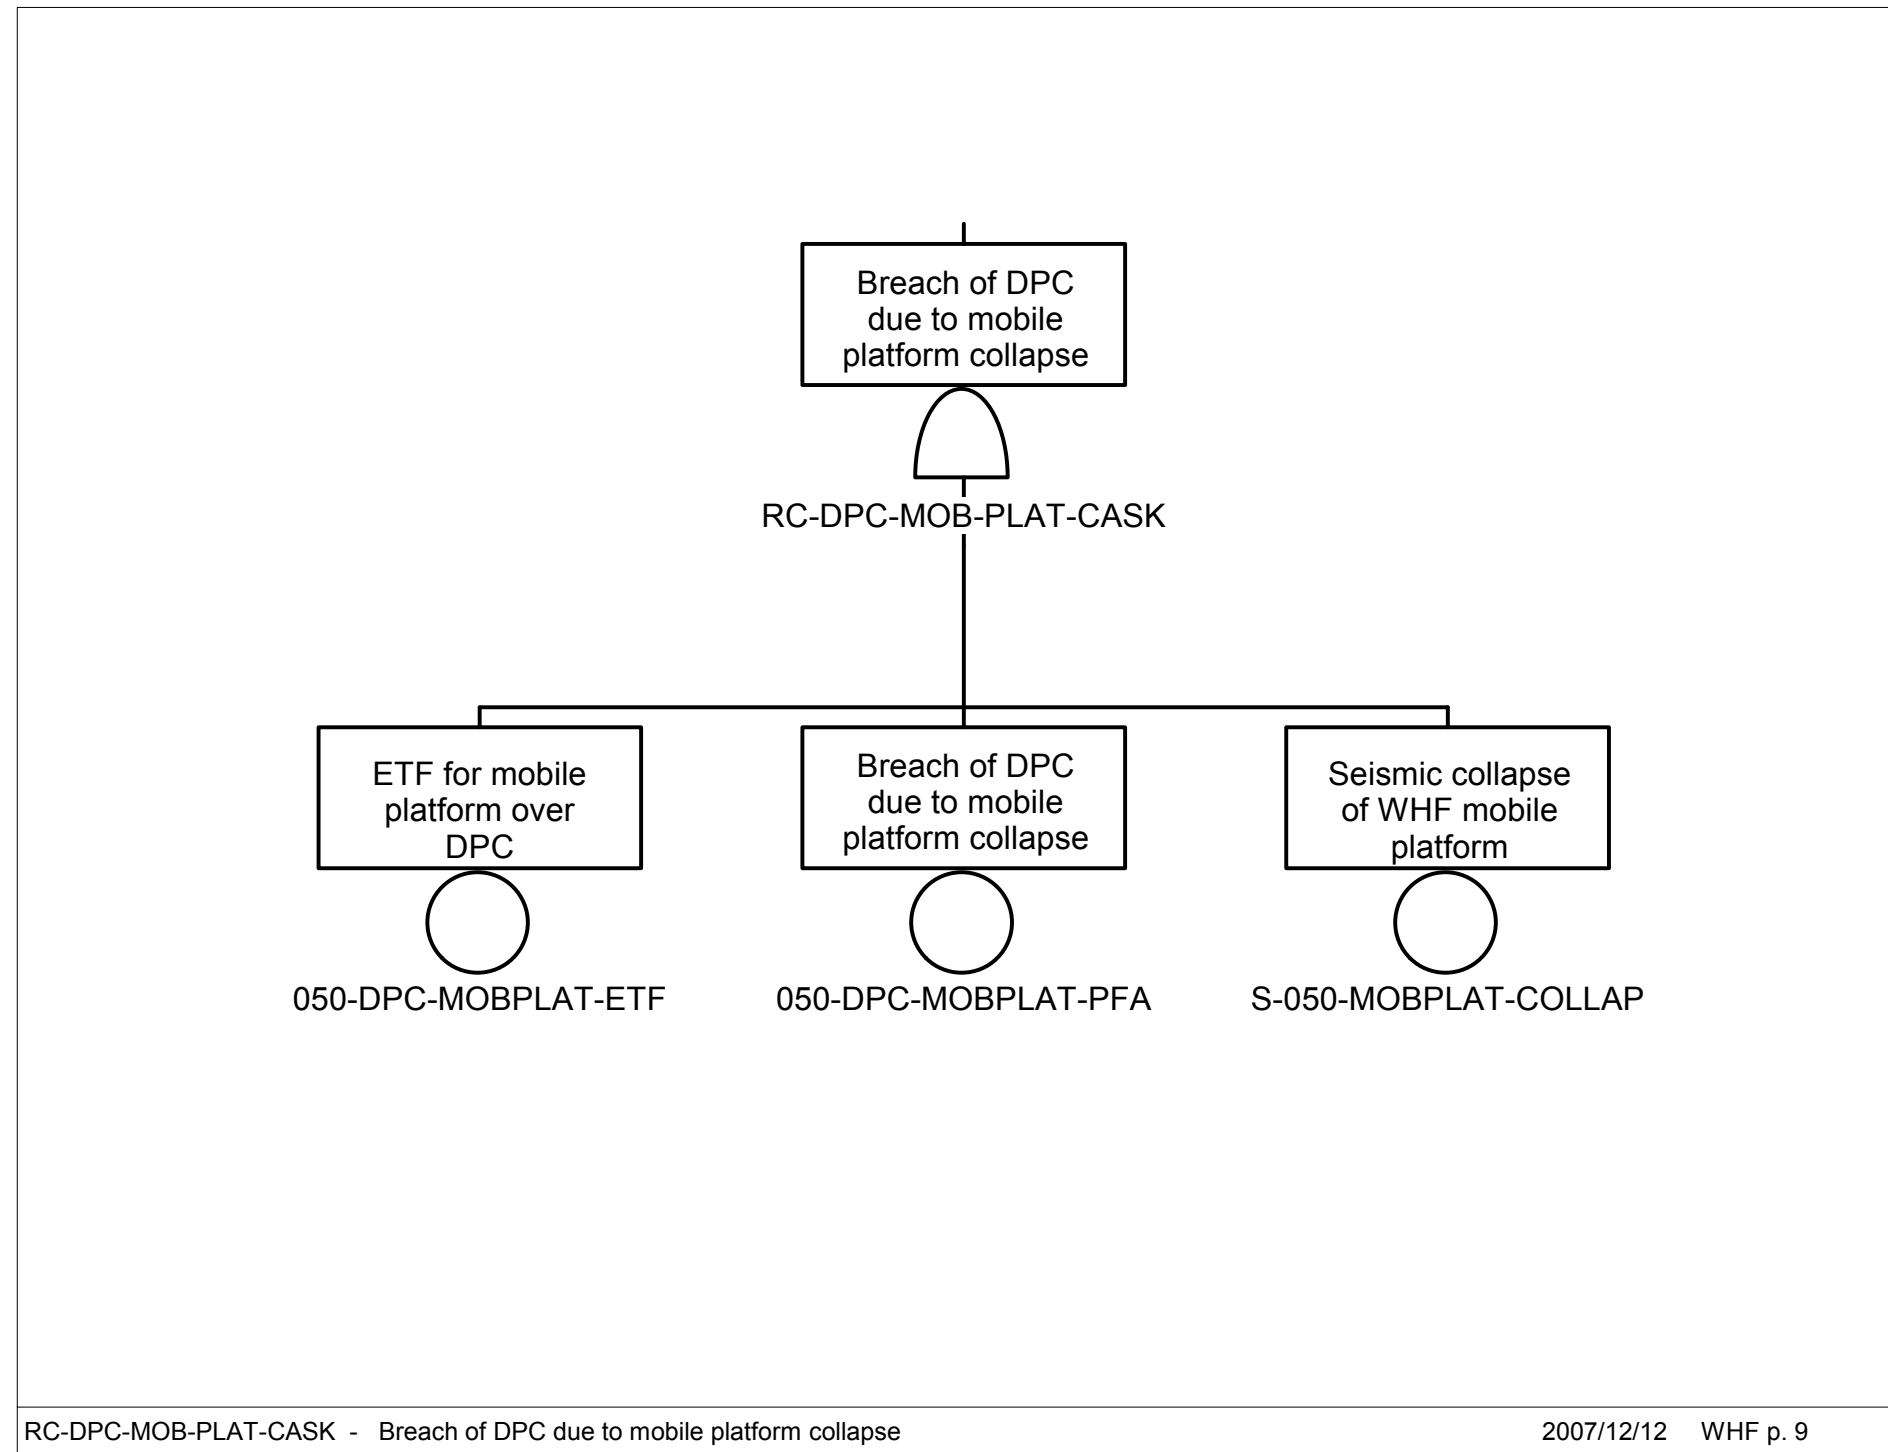 Breach of DPC
due to mobile
platform collapse
RC-DPC-MOB-PLAT-CASK
ETF for mobile
platform over
DPC
050-DPC-MOBPLAT-ETF
Breach of DPC
due to mobile
platform collapse
050-DPC-MOBPLAT-PFA
Seismic collapse
of WHF mobile
platform
S-050-MOBPLAT-COLLAP
RC-DPC-MOB-PLAT-CASK - Breach of DPC due to mobile platform collapse 2007/12/12 WHF p. 9